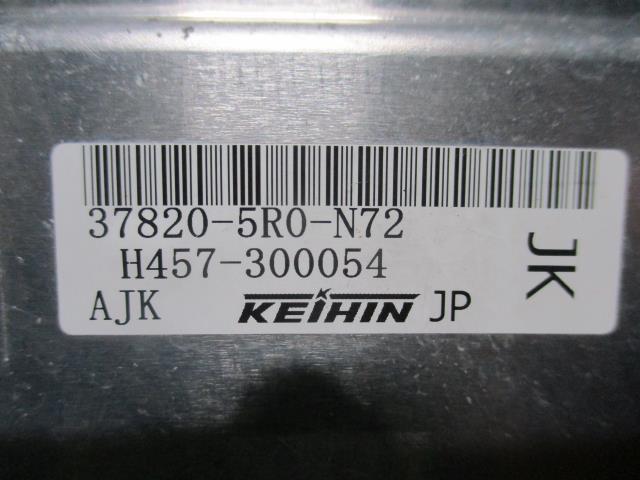 37820-5R0-N72
H457-300054
AJK KEIHIN JP
JK